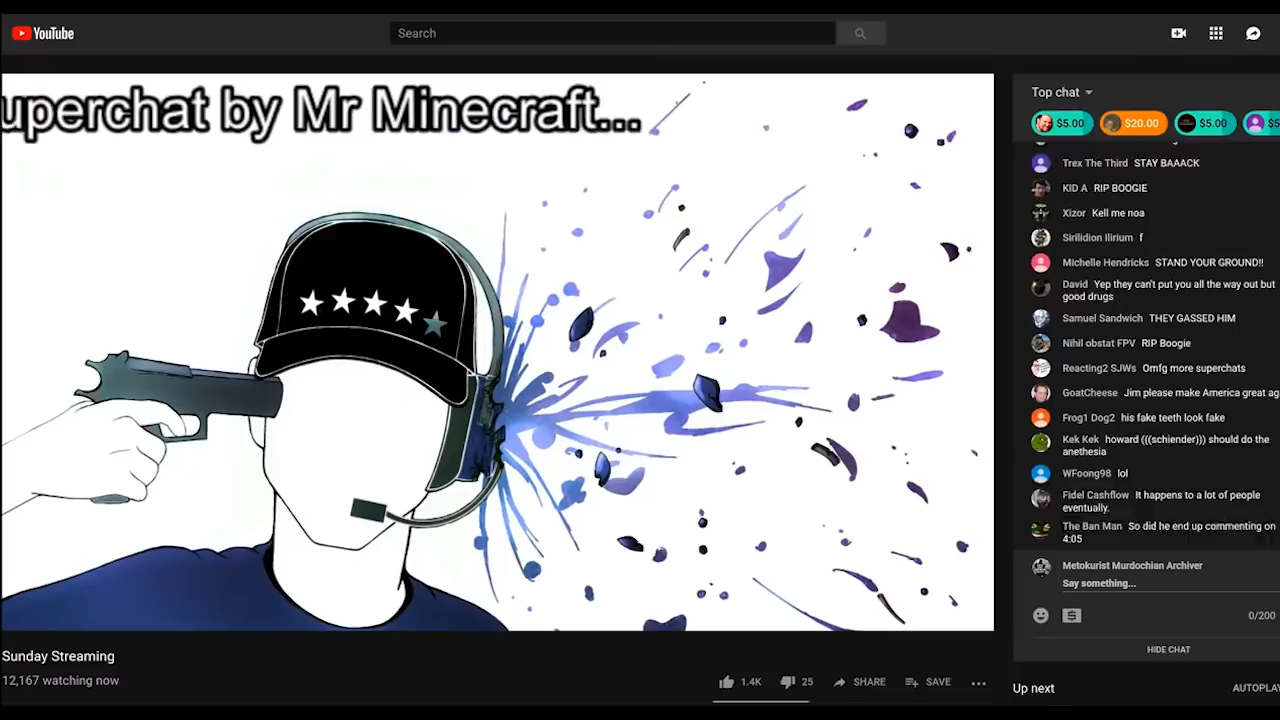 YouTube
Search
uperchat by Mr Minecraft...
Top chat
$5.00
$20.00
$5.00
Trex The Third STAY BAAACK
KID A RIP BOOGIE
Xizor Kell me noa
Sirilidion Ilirium f
Michelle Hendricks STAND YOUR GROUND!!
David Yep they can't put you all the way out but
good drugs
Samuel Sandwich THEY GASSED HIM
Nihil obstat FPV RIP Boogie
Reacting2 SJWs Omfg more superchats
GoatCheese Jim please make America great ag
Frog1 Dog2 his fake teeth look fake
Kek Kek howard (((schiender))) should do the
anethesia
WFoong98 lol
Fidel Cashflow It happens to a lot of people
eventually.
The Ban Man So did he end up commenting on
4:05
Metokurist Murdochian Archiver
Say something...
0/200
HIDE CHAT
Sunday Streaming
12,167 watching now
1.4K
25
SHARE
SAVE
Up next
AUTOPLAY